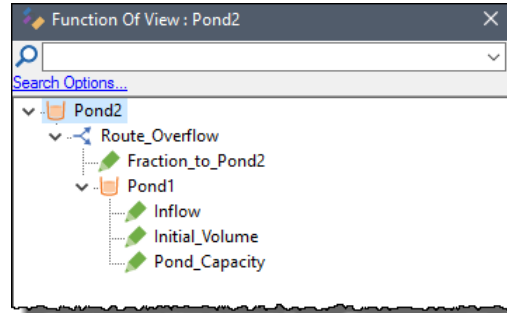 Function Of View : Pond2
Search Options...
Pond2
Route_Overflow
Fraction_to_Pond2
Pond1
Inflow
Initial_Volume
Pond_Capacity